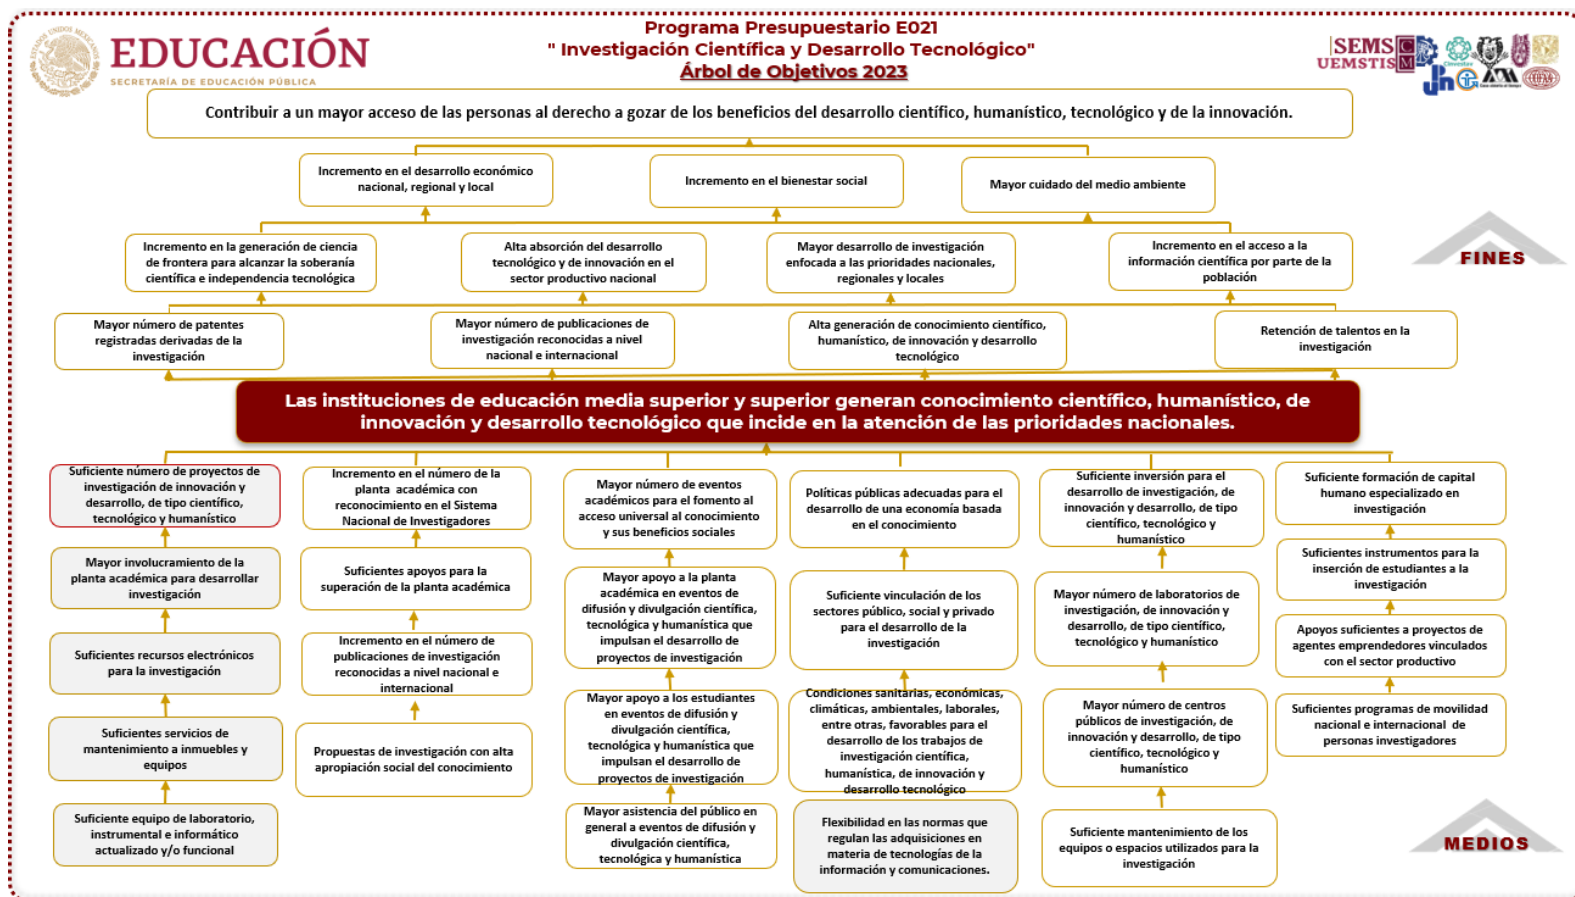 Programa Presupuestario E021
" Investigación Científica y Desarrollo Tecnológico"
Árbol de Objetivos 2023
EDUCACIÓN
SECRETARÍA DE EDUCACIÓN PÚBLICA
SEMS
UEMSTIS
Contribuir a un mayor acceso de las personas al derecho a gozar de los beneficios del desarrollo científico, humanístico, tecnológico y de la innovación.
Incremento en el desarrollo económico
nacional, regional y local
Incremento en el bienestar social
Mayor cuidado del medio ambiente
Incremento en la generación de ciencia
de frontera para alcanzar la soberanía
científica e independencia tecnológica
Alta absorción del desarrollo
tecnológico y de innovación en el
sector productivo nacional
Mayor desarrollo de investigación
enfocada a las prioridades nacionales,
regionales y locales
Incremento en el acceso a la
información científica por parte de la
población
FINES
Mayor número de patentes
registradas derivadas de la
investigación
Mayor número de publicaciones de
investigación reconocidas a nivel
nacional e internacional
Alta generación de conocimiento científico,
humanístico, de innovación y desarrollo
tecnológico
Retención de talentos en la
investigación
Las instituciones de educación media superior y superior generan conocimiento científico, humanístico, de
innovación y desarrollo tecnológico que incide en la atención de las prioridades nacionales.
Suficiente número de proyectos de
investigación de innovación y
desarrollo, de tipo científico,
tecnológico y humanístico
Incremento en el número de la
planta académica con
reconocimiento en el Sistema
Nacional de Investigadores
Mayor número de eventos
académicos para el fomento al
acceso universal al conocimiento
y sus beneficios sociales
Políticas públicas adecuadas para el
desarrollo de una economía basada
en el conocimiento
Suficiente inversión para el
desarrollo de investigación, de
innovación y desarrollo, de tipo
científico, tecnológico y
humanístico
Suficiente formación de capital
humano especializado en
investigación
Mayor involucramiento de la
planta académica para desarrollar
investigación
Suficientes apoyos para la
superación de la planta académica
Mayor apoyo a la planta
académica en eventos de
difusión y divulgación científica,
tecnológica y humanística que
impulsan el desarrollo de
proyectos de investigación
Suficiente vinculación de los
sectores público, social y privado
para el desarrollo de la
investigación
Mayor número de laboratorios de
investigación, de innovación y
desarrollo, de tipo científico,
tecnológico y humanístico
Suficientes instrumentos para la
inserción de estudiantes a la
investigación
Suficientes recursos electrónicos
para la investigación
Incremento en el número de
publicaciones de investigación
reconocidas a nivel nacional e
internacional
Apoyos suficientes a proyectos de
agentes emprendedores vinculados
con el sector productivo
Suficientes servicios de
mantenimiento a inmuebles y
equipos
Propuestas de investigación con alta
apropiación social del conocimiento
Mayor apoyo a los estudiantes
en eventos de difusión y
divulgación científica,
tecnológica y humanística que
impulsan el desarrollo de
proyectos de investigación
Condiciones sanitarias, económicas,
climáticas, ambientales, laborales,
entre otras, favorables para el
desarrollo de los trabajos de
investigación científica,
humanística, de innovación y
desarrollo tecnológico
Mayor número de centros
públicos de investigación, de
innovación y desarrollo, de tipo
científico, tecnológico y
humanístico
Suficientes programas de movilidad
nacional e internacional de
personas investigadores
Suficiente equipo de laboratorio,
instrumental e informático
actualizado y/o funcional
Mayor asistencia del público en
general a eventos de difusión y
divulgación científica,
tecnológica y humanística
Flexibilidad en las normas que
regulan las adquisiciones en
materia de tecnologías de la
información y comunicaciones.
Suficiente mantenimiento de los
equipos o espacios utilizados para la
investigación
MEDIOS